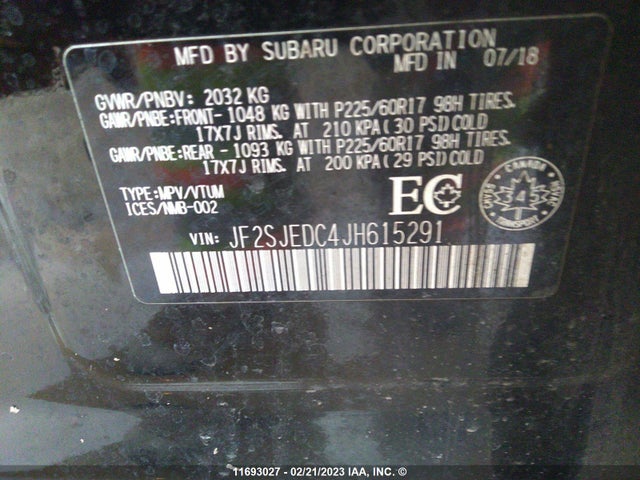 MFD BY SUBARU CORPORATION
MFD IN 07/18
GVWR/PNBV: 2032 KG
GAWR/PNBE:FRONT- 1048 KG WITH P225/60R17 98H TIRES.
17X7J RIMS. AT 210 KPA(30 PSI)COLD
GAWR/PNBE:REAR - 1093 KG WITH P225/60R17 98H TIRES.
17X7J RIMS. AT 200 KPA(29 PSI)COLD
TYPE:MPV/VTUM
ICES/NMB-002
EC
CANADA
TRANSPORT
345
VIN: JF2SJEDC4JH615291
11693027 - 02/21/2023 IAA, INC. ©